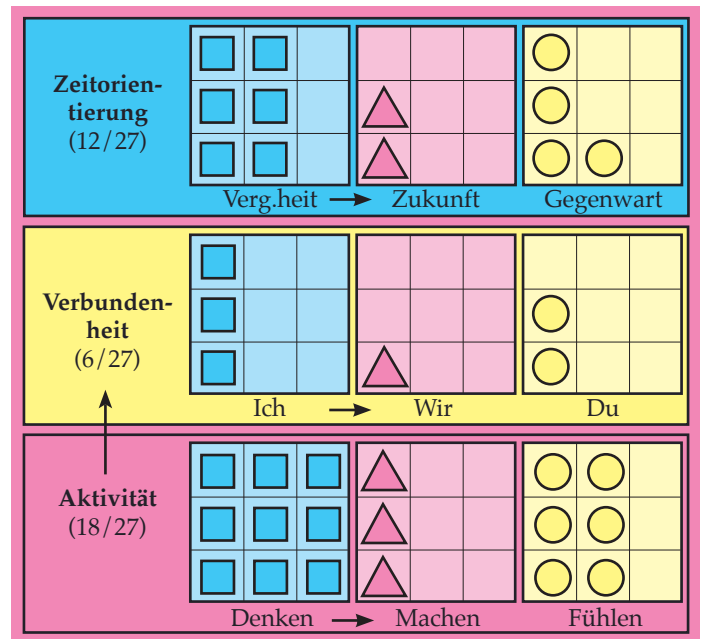 Zeitorien-
tierung
(12/27)
Verg.heit Zukunft Gegenwart
Verbunden-
heit
(6/27)
Ich Wir Du
Aktivität
(18/27)
Denken Machen Fühlen